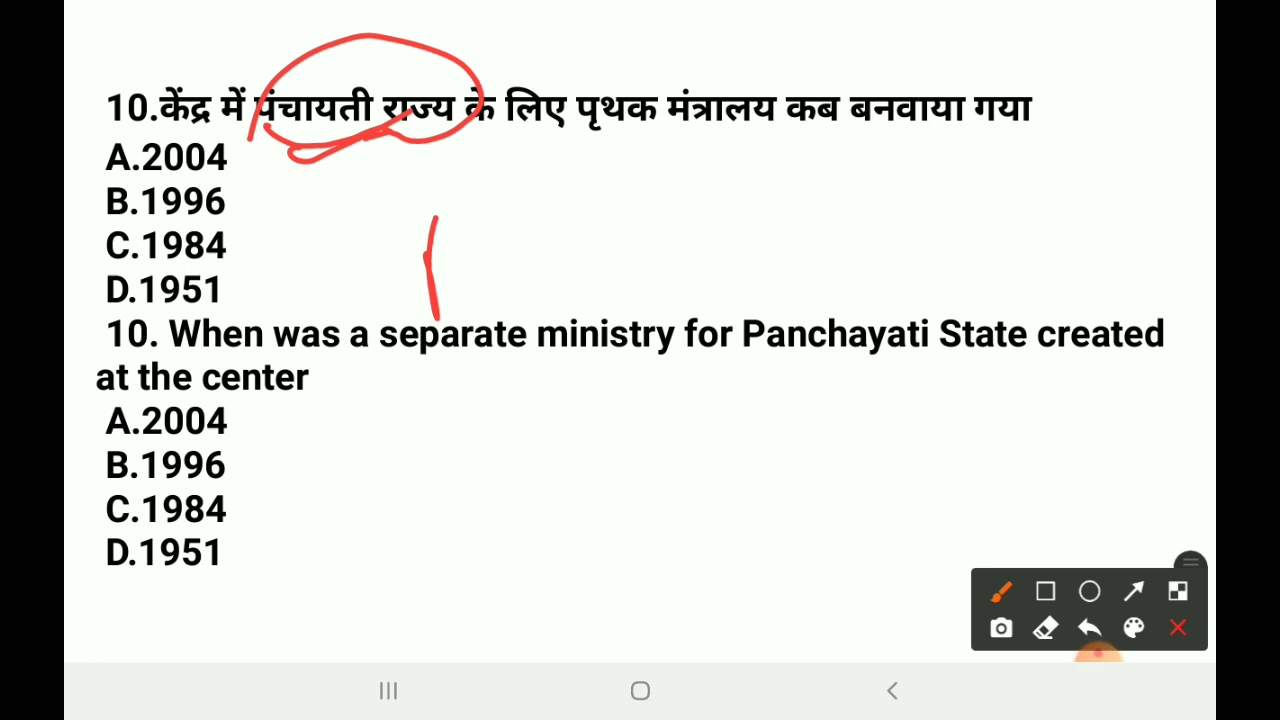 10.केंद्र में पंचायती राज्य के लिए पृथक मंत्रालय कब बनवाया गया
A.2004
B.1996
C.1984
D.1951
10. When was a separate ministry for Panchayati State created
at the center
A.2004
B.1996
C.1984
D.1951